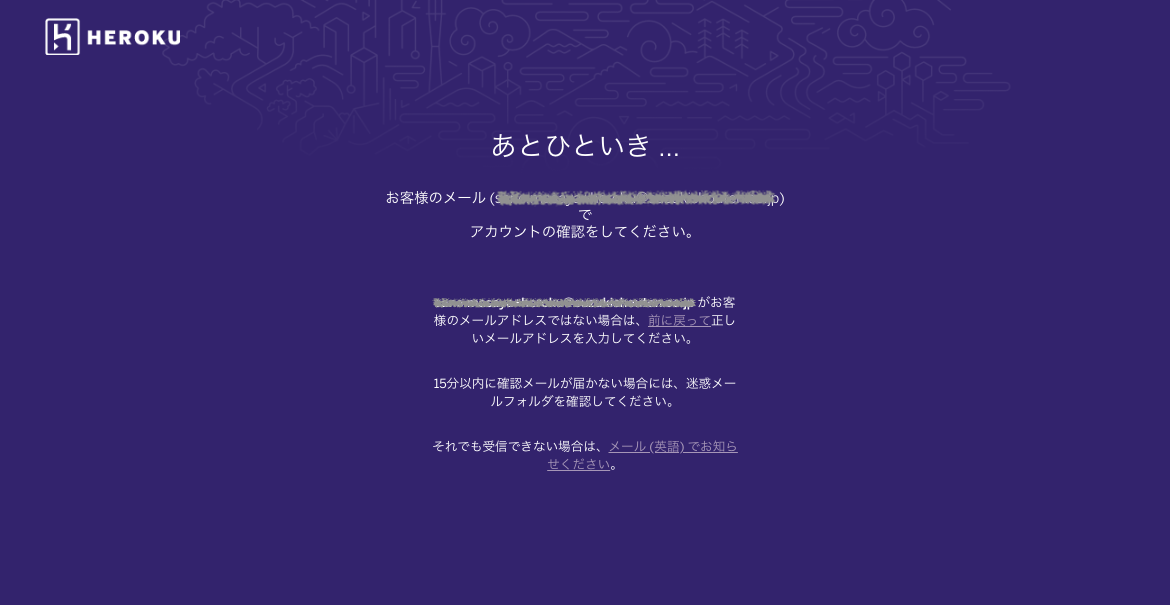 HEROKU
あとひといき ...
お客様のメール (
で
アカウントの確認をしてください。
がお客
様のメールアドレスではない場合は、前に戻って正し
いメールアドレスを入力してください。
15分以内に確認メールが届かない場合には、迷惑メー
ルフォルダを確認してください。
それでも受信できない場合は、メール (英語) でお知ら
せください。